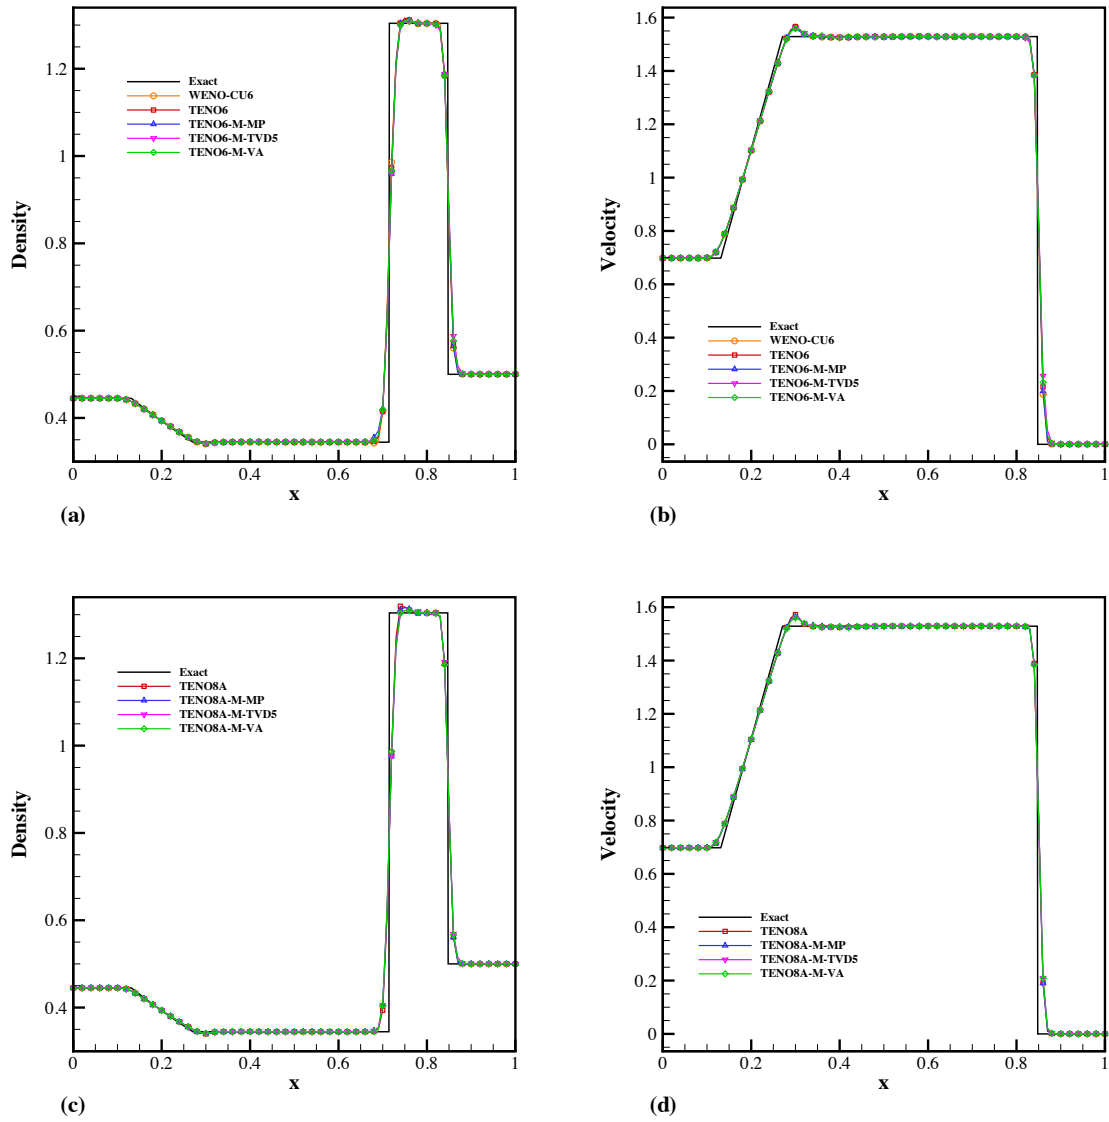 Density
1.2
1
0.8
0.6
0.4
Exact
WENO-CU6
TENO6
TENO6-M-MP
TENO6-M-TVD5
TENO6-M-VA
0 0.2 0.4 0.6 0.8 1
x
(a)
Velocity
1.6
1.4
1.2
1
0.8
0.6
0.4
0.2
0
Exact
WENO-CU6
TENO6
TENO6-M-MP
TENO6-M-TVD5
TENO6-M-VA
0 0.2 0.4 0.6 0.8 1
x
(b)
Density
1.2
1
0.8
0.6
0.4
Exact
TENO8A
TENO8A-M-MP
TENO8A-M-TVD5
TENO8A-M-VA
0 0.2 0.4 0.6 0.8 1
x
(c)
Velocity
1.6
1.4
1.2
1
0.8
0.6
0.4
0.2
0
Exact
TENO8A
TENO8A-M-MP
TENO8A-M-TVD5
TENO8A-M-VA
0 0.2 0.4 0.6 0.8 1
x
(d)